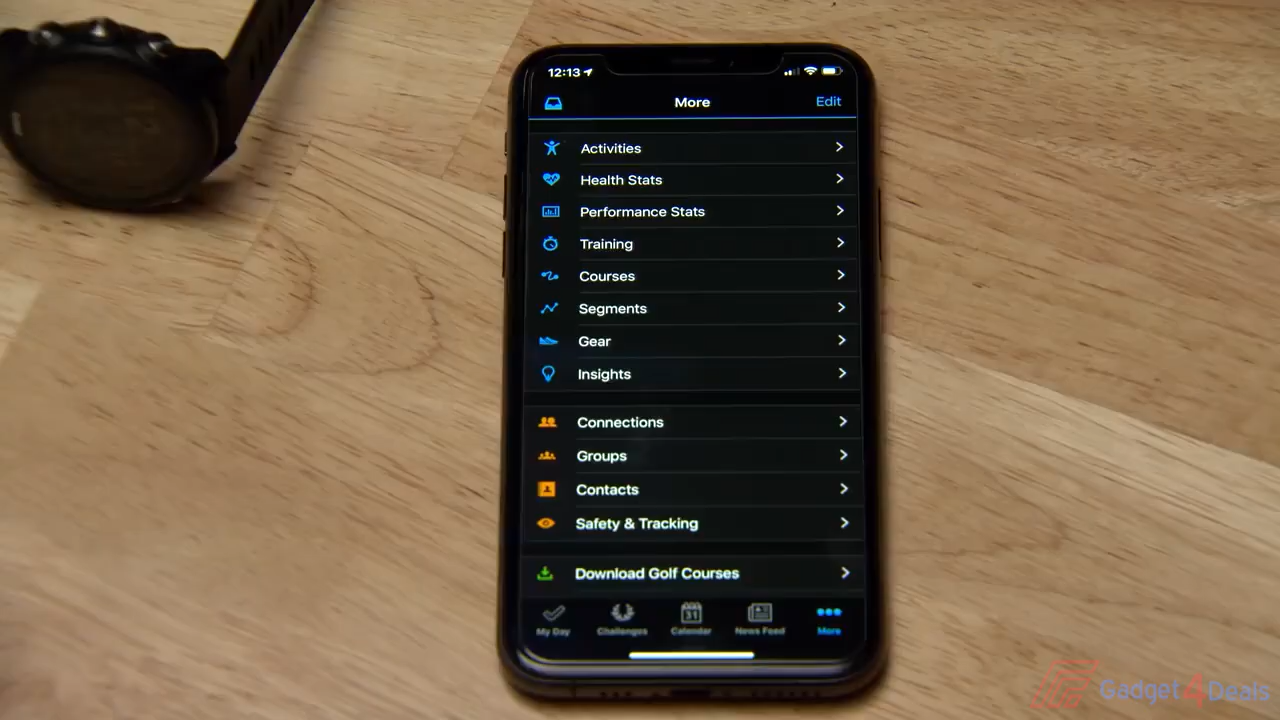 12:13
More
Edit
Activities
Health Stats
Performance Stats
Training
Courses
Segments
Gear
Insights
Connections
Groups
Contacts
Safety & Tracking
Download Golf Courses
31
My Day
Challenges
Calendar
News Feed
More
Gadget4Deals